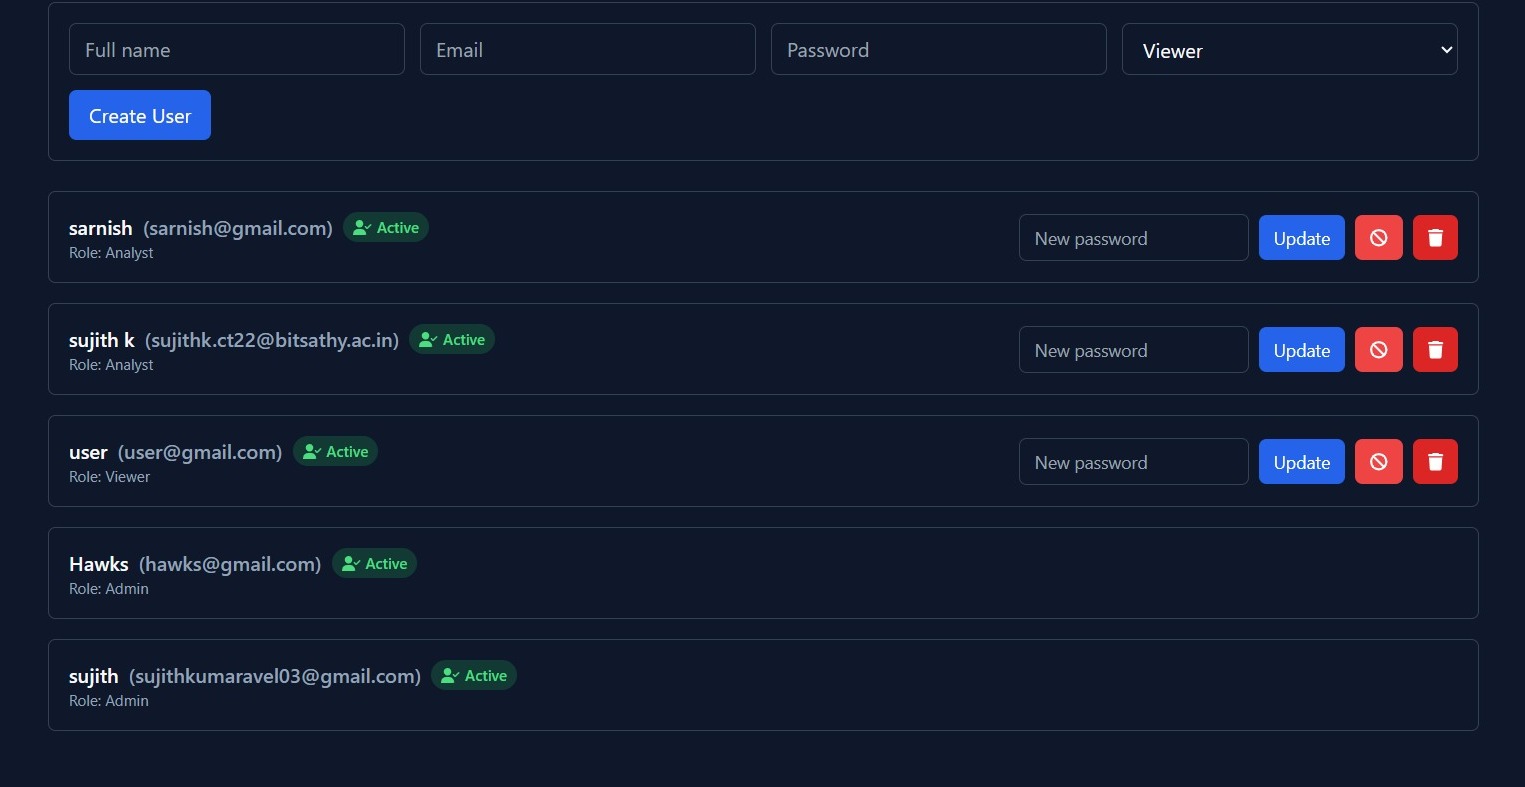 Full name Email Password Viewer
Create User
sarnish (sarnish@gmail.com) Active New password Update
Role: Analyst
sujith k (sujithk.ct22@bitsathy.ac.in) Active New password Update
Role: Analyst
user (user@gmail.com) Active New password Update
Role: Viewer
Hawks (hawks@gmail.com) Active
Role: Admin
sujith (sujithkumaravel03@gmail.com) Active
Role: Admin